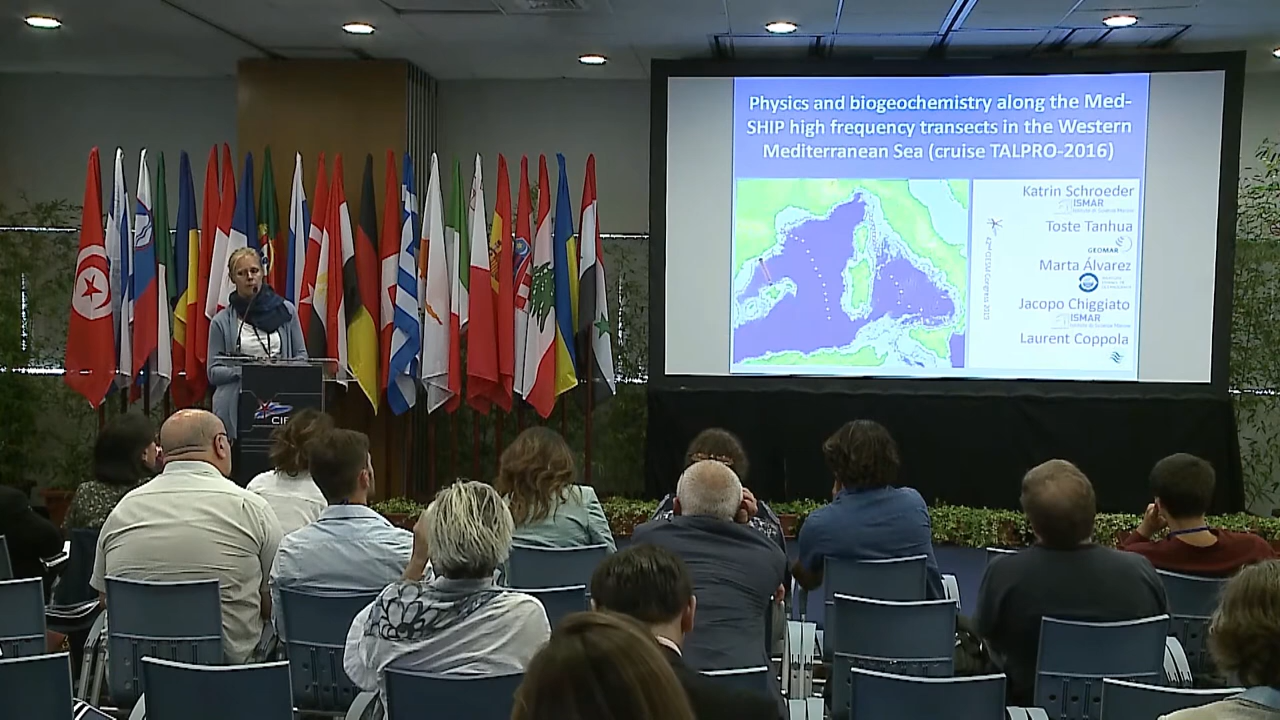 Physics and biogeochemistry along the Med-
SHIP high frequency transects in the Western
Mediterranean Sea (cruise TALPRO-2016)
Katrin Schroeder
ISMAR
Toste Tanhua
GEOMAR
Marta Álvarez
Jacopo Chiggiato
ISMAR
Laurent Coppola
CIE